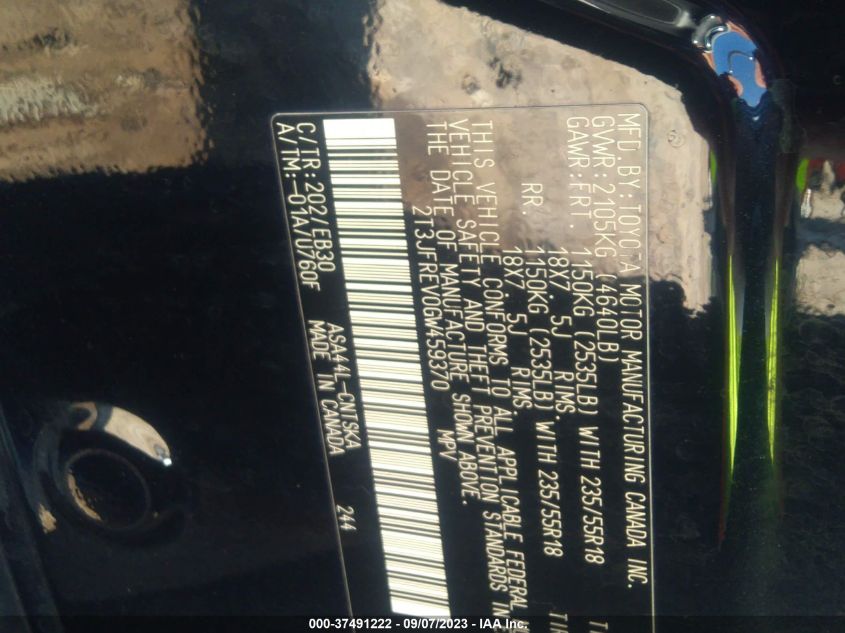 MFD.BY:TOYOTA MOTOR MANUFACTURING CANADA INC.
GVWR:2105KG (4640LB)
GAWR:FRT. 1150KG (2535LB) WITH 235/55R18
18X7.5J RIMS.
RR. 1150KG (2535LB) WITH 235/55R18
18X7.5J RIMS
THIS VEHICLE CONFORMS TO ALL APPLICABLE FEDERAL
VEHICLE SAFETY AND THEFT PREVENTION STANDARDS IN
THE DATE OF MANUFACTURE SHOWN ABOVE.
2T3JFREV0GW459370 MPV
C/TR:202/EB30 ASA44L-CNTSKA 244
A/TM:-01A/U760F MADE IN CANADA
000-37491222 - 09/07/2023 - IAA Inc.